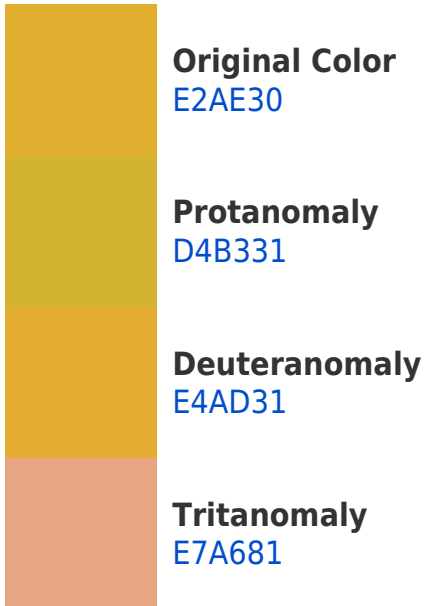 Original Color
E2AE30
Protanomaly
D4B331
Deuteranomaly
E4AD31
Tritanomaly
E7A681